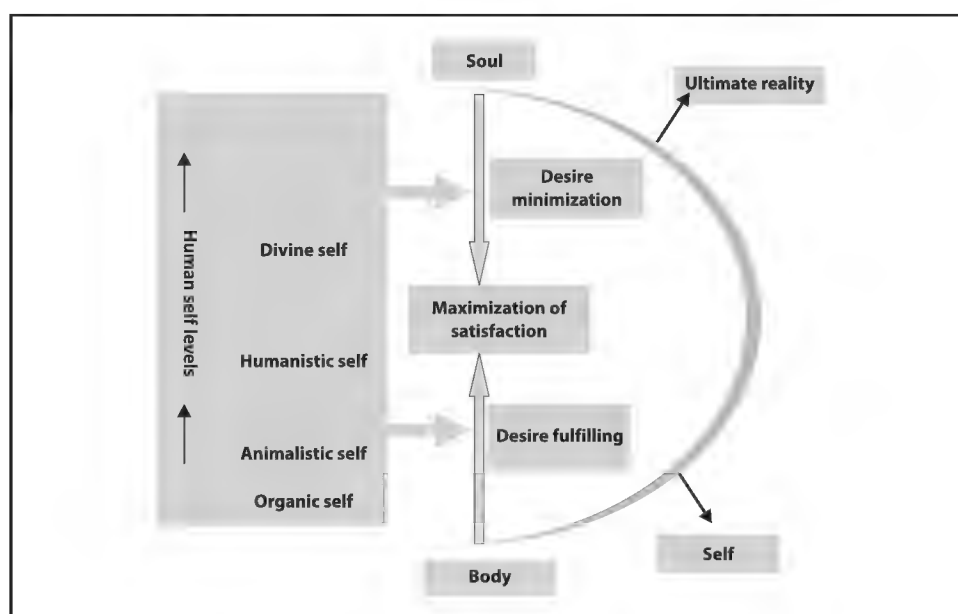 Soul
Ultimate reality
Desire
minimization
Human self levels
Divine self
Maximization of
satisfaction
Humanistic self
Desire fulfilling
Animalistic self
Organic self
Self
Body